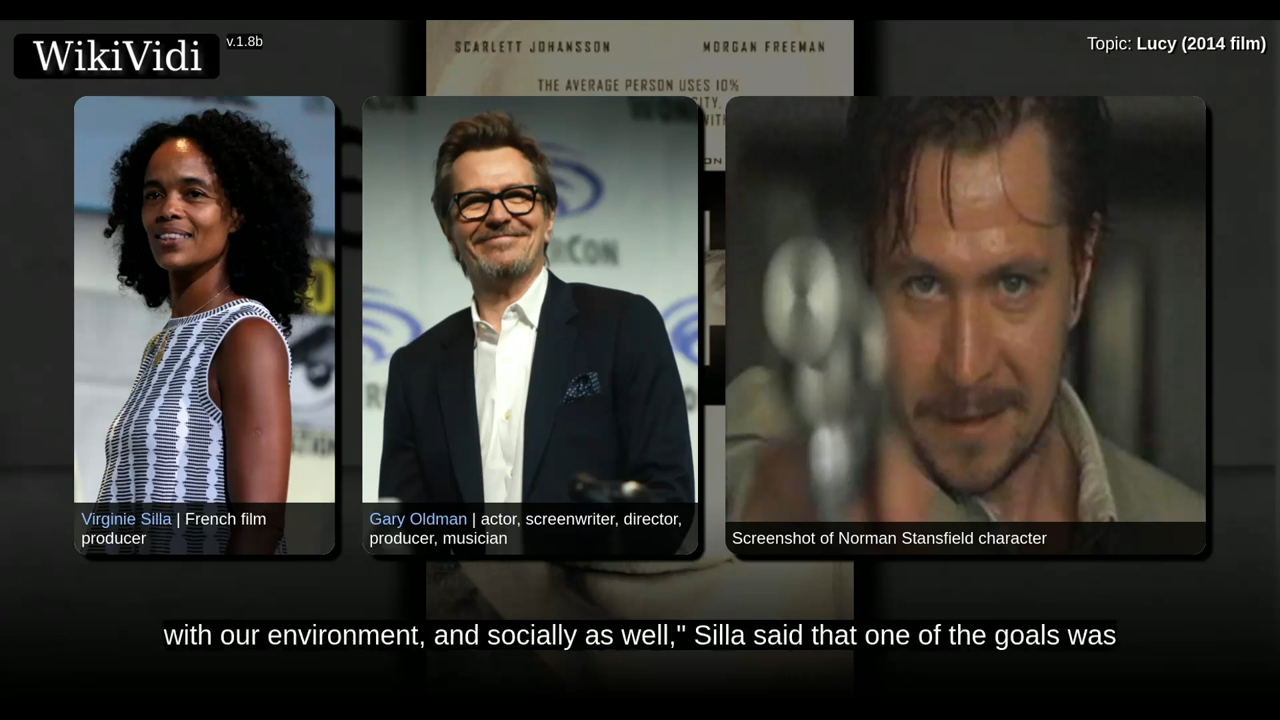 WikiVidi
v.1.8b
Topic: Lucy (2014 film)
SCARLETT JOHANSSON
MORGAN FREEMAN
THE AVERAGE PERSON USES 10%
Virginie Silla | French film
producer
Gary Oldman | actor, screenwriter, director,
producer, musician
Screenshot of Norman Stansfield character
with our environment, and socially as well," Silla said that one of the goals was